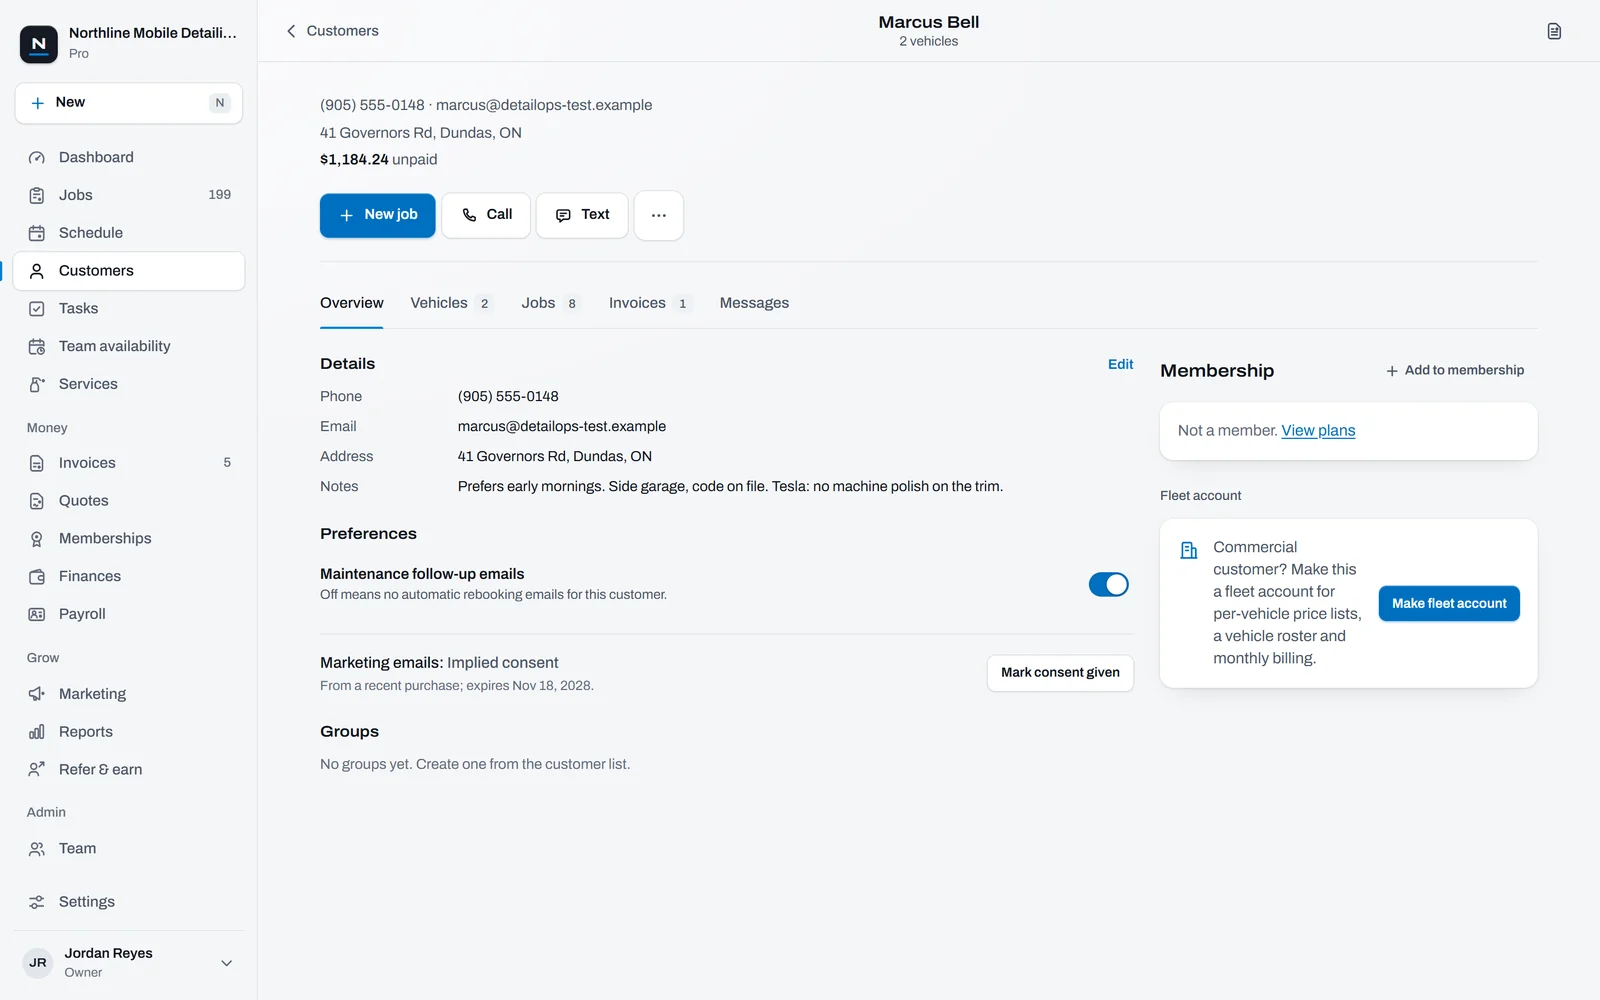 N
Northline Mobile Detaili...
Pro
New
N
Dashboard
Jobs
199
Schedule
Customers
Tasks
Team availability
Services
Money
Invoices
5
Quotes
Memberships
Finances
Payroll
Grow
Marketing
Reports
Refer & earn
Admin
Team
Settings
JR
Jordan Reyes
Owner
Customers
Marcus Bell
2 vehicles
(905) 555-0148 · marcus@detailops-test.example
41 Governors Rd, Dundas, ON
$1,184.24 unpaid
New job
Call
Text
Overview
Vehicles 2
Jobs 8
Invoices 1
Messages
Details
Edit
Phone
(905) 555-0148
Email
marcus@detailops-test.example
Address
41 Governors Rd, Dundas, ON
Notes
Prefers early mornings. Side garage, code on file. Tesla: no machine polish on the trim.
Preferences
Maintenance follow-up emails
Off means no automatic rebooking emails for this customer.
Marketing emails: Implied consent
From a recent purchase; expires Nov 18, 2028.
Mark consent given
Groups
No groups yet. Create one from the customer list.
Membership
Add to membership
Not a member. View plans
Fleet account
Commercial
customer? Make this
a fleet account for
per-vehicle price lists,
a vehicle roster and
monthly billing.
Make fleet account